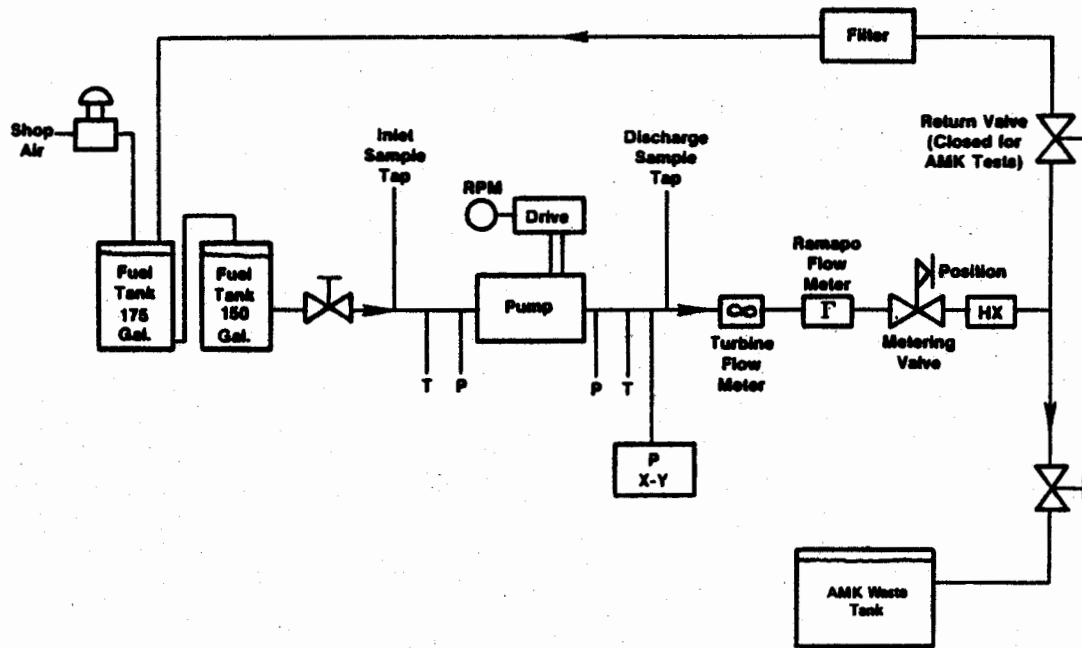 Filter
Shop
Air
Return Valve
(Closed for
AMK Tests)
Inlet
Sample
Tap
Discharge
Sample
Tap
RPM
Drive
Fuel
Tank
175
Gal.
Fuel
Tank
150
Gal.
Pump
Ramapo
Flow
Meter
Position
F
HX
Turbine
Flow
Meter
Metering
Valve
T
P
P
T
P
X-Y
AMK Waste
Tank